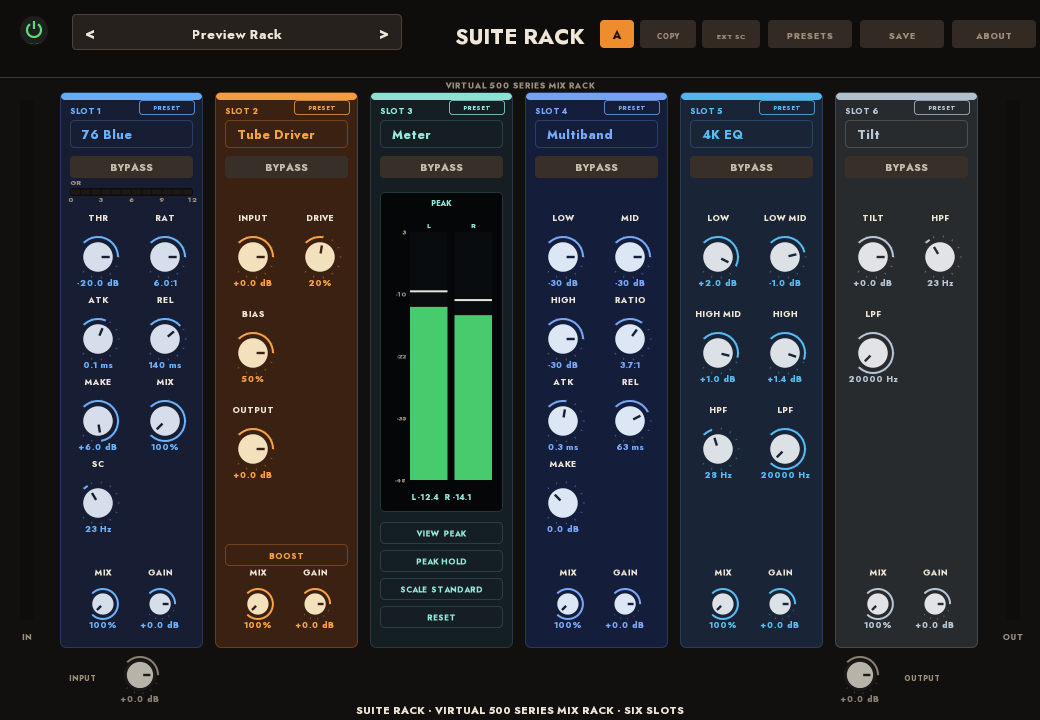 < Preview Rack > SUITE RACK A COPY EXT SC PRESETS SAVE ABOUT
VIRTUAL 500 SERIES MIX RACK
SLOT 1 PRESET
76 Blue
BYPASS
GR
0 3 6 9 12
THR RAT
-20.0 dB 6.0:1
ATK REL
0.1 ms 140 ms
MAKE MIX
+6.0 dB 100%
SC
23 Hz
MIX GAIN
100% +0.0 dB
SLOT 2 PRESET
Tube Driver
BYPASS
INPUT DRIVE
+0.0 dB 20%
BIAS
50%
OUTPUT
+0.0 dB
BOOST
MIX GAIN
100% +0.0 dB
SLOT 3 PRESET
Meter
BYPASS
PEAK
L R
3
-10
-22
-35
-48
L -12.4 R -14.1
VIEW PEAK
PEAK HOLD
SCALE STANDARD
RESET
SLOT 4 PRESET
Multiband
BYPASS
LOW MID
-30 dB -30 dB
HIGH RATIO
-30 dB 3.7:1
ATK REL
0.3 ms 63 ms
MAKE
0.0 dB
MIX GAIN
100% +0.0 dB
SLOT 5 PRESET
4K EQ
BYPASS
LOW LOW MID
+2.0 dB -1.0 dB
HIGH MID HIGH
+1.0 dB +1.4 dB
HPF LPF
28 Hz 20000 Hz
MIX GAIN
100% +0.0 dB
SLOT 6 PRESET
Tilt
BYPASS
TILT HPF
+0.0 dB 23 Hz
LPF
20000 Hz
MIX GAIN
100% +0.0 dB
IN OUT
INPUT +0.0 dB
+0.0 dB OUTPUT
SUITE RACK · VIRTUAL 500 SERIES MIX RACK · SIX SLOTS